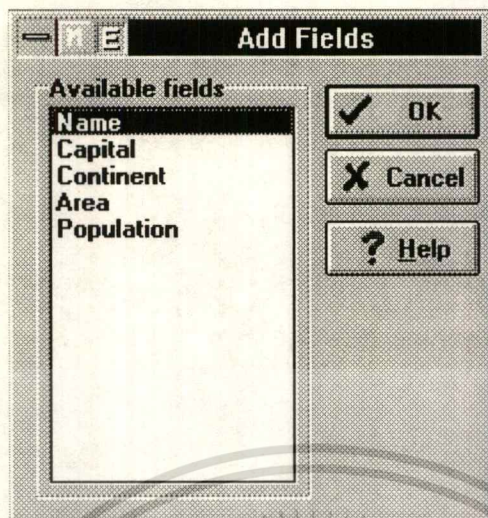 M E Add Fields
Available fields
Name
Capital
Continent
Area
Population
OK
Cancel
? Help